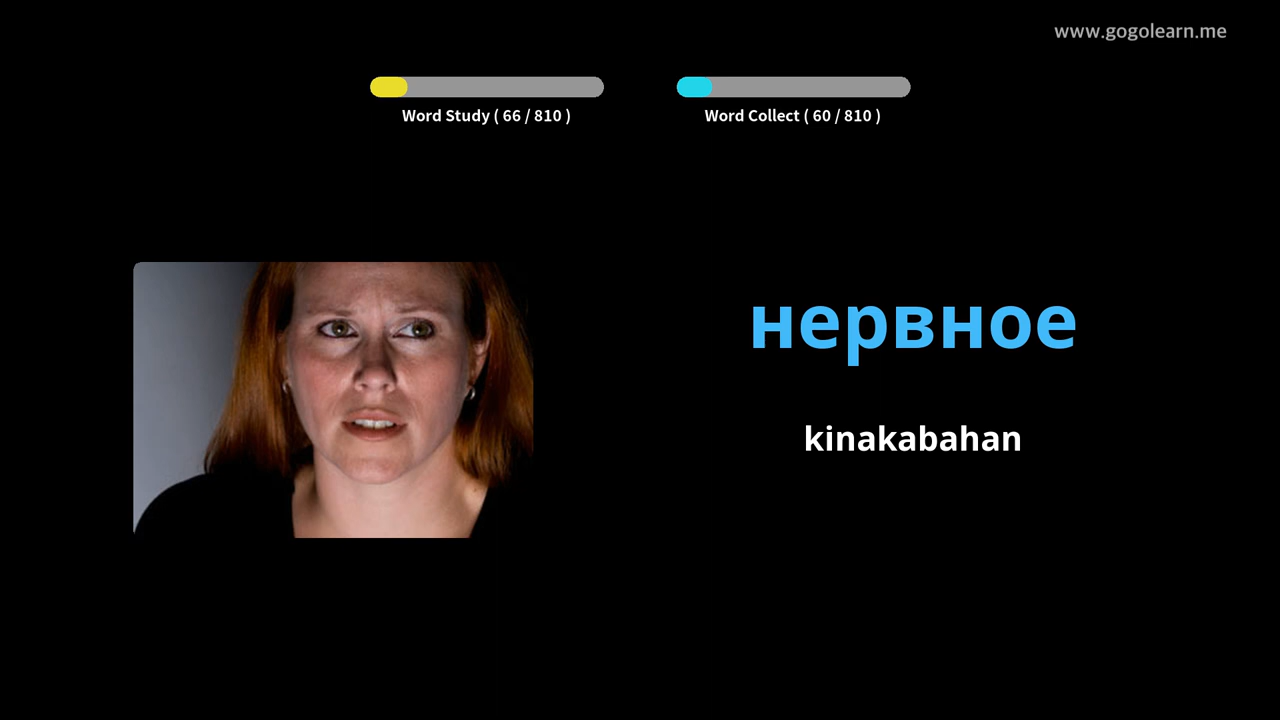 www.gogolearn.me
Word Study ( 66 / 810 )
Word Collect ( 60 / 810 )
нервное
kinakabahan